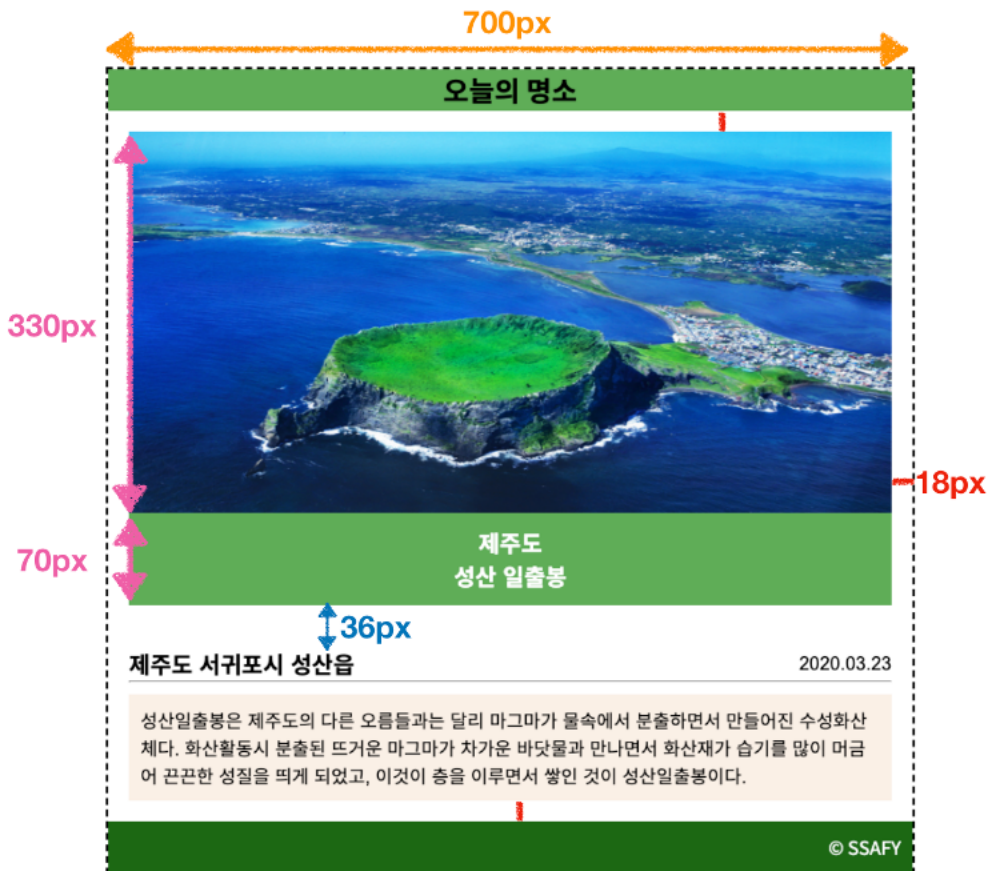 700px
오늘의 명소
330px
18px
70px
제주도
성산 일출봉
36px
제주도 서귀포시 성산읍
2020.03.23
성산일출봉은 제주도의 다른 오름들과는 달리 마그마가 물속에서 분출하면서 만들어진 수성화산
체다. 화산활동시 분출된 뜨거운 마그마가 차가운 바닷물과 만나면서 화산재가 습기를 많이 머금
어 끈끈한 성질을 띄게 되었고, 이것이 층을 이루면서 쌓인 것이 성산일출봉이다.
© SSAFY